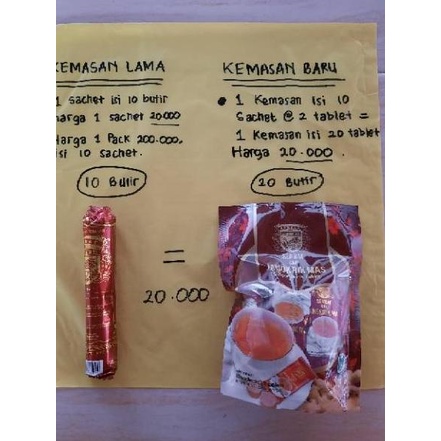 KEMASAN LAMA
1 Sachet isi 10 butir
Harga 1 sachet 20.000
Harga 1 Pack 200.000,
isi 10 sachet.
10 Butir
KEMASAN BARU
• 1 Kemasan Isi 10
Sachet @ 2 tablet =
1 Kemasan isi 20 tablet
Harga 20.000.
20 Butir
=
20.000